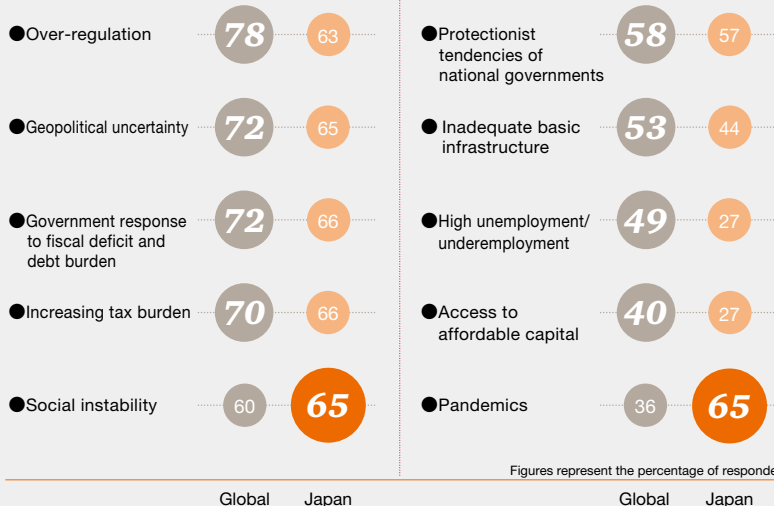 ●Over-regulation 78 63
●Geopolitical uncertainty 72 65
●Government response
to fiscal deficit and
debt burden
72 66
●Increasing tax burden 70 66
●Social instability 60 65
Global Japan
●Protectionist
tendencies of
national governments
58 57
●Inadequate basic
infrastructure
53 44
●High unemployment/
underemployment
49 27
●Access to
affordable capital
40 27
●Pandemics 36 65
Figures represent the percentage of
Global Japan